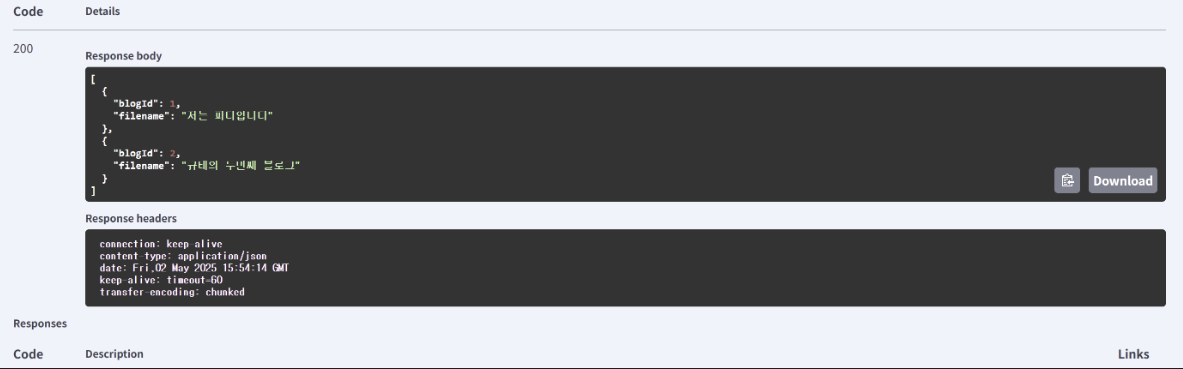 Code Details
200
Response body
[
{
"blogId": 1,
"filename": "저는 피디입니다"
},
{
"blogId": 2,
"filename": "규태의 두번째 블로그"
}
]
Download
Response headers
connection: keep-alive
content-type: application/json
date: Fri,02 May 2025 15:54:14 GMT
keep-alive: timeout=60
transfer-encoding: chunked
Responses
Code Description Links